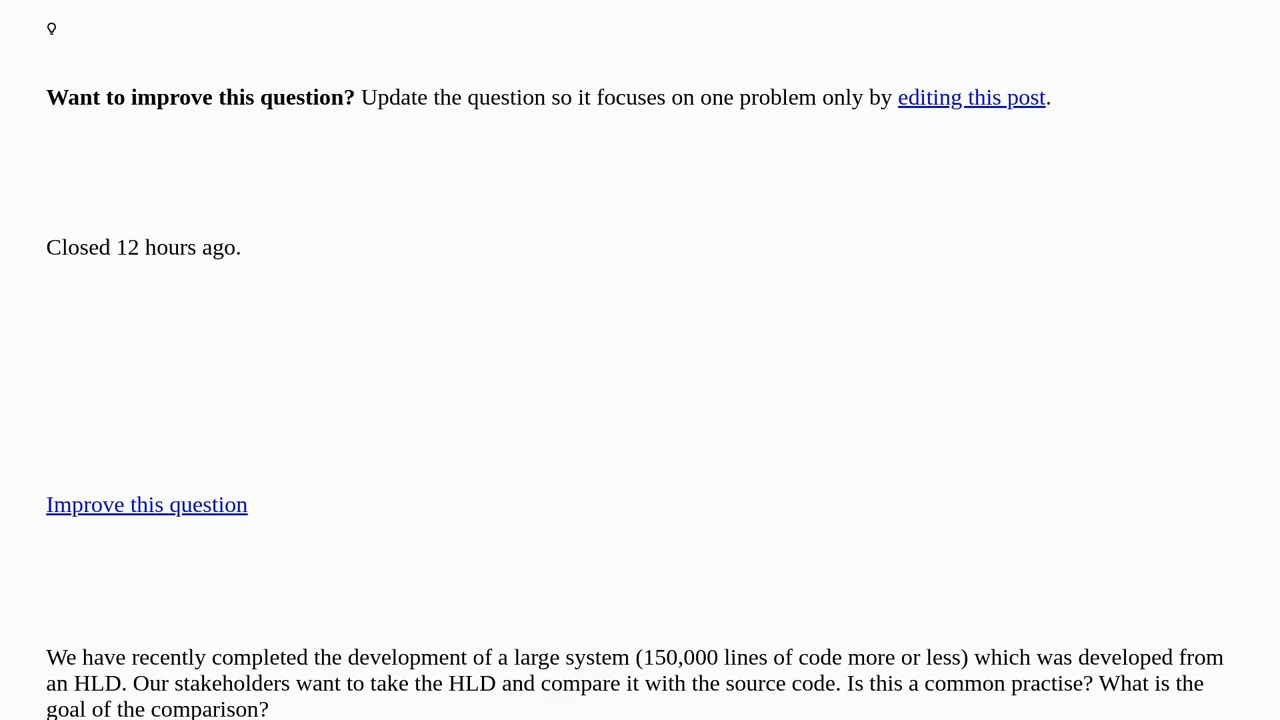 Want to improve this question? Update the question so it focuses on one problem only by editing this post.
Closed 12 hours ago.
Improve this question
We have recently completed the development of a large system (150,000 lines of code more or less) which was developed from
an HLD. Our stakeholders want to take the HLD and compare it with the source code. Is this a common practise? What is the
goal of the comparison?